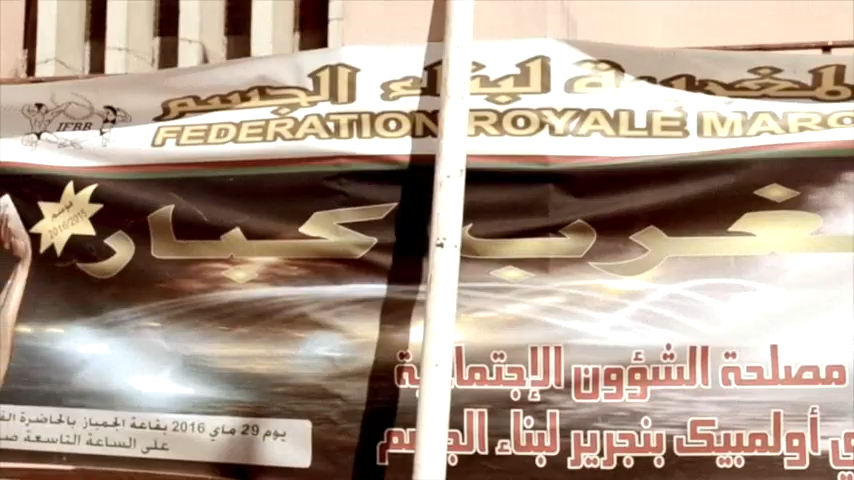 المغربية لبناء الجسم
IFBB
FEDERATION ROYALE MARO
موسم
2016/2015
كبار
مصلحة الشؤون الإجتماعية
أولمبيك بنجرير لبناء الجسم
يوم 29 ماي 2016 بقاعة الجمباز بالحاضرة
على الساعة التاسعة